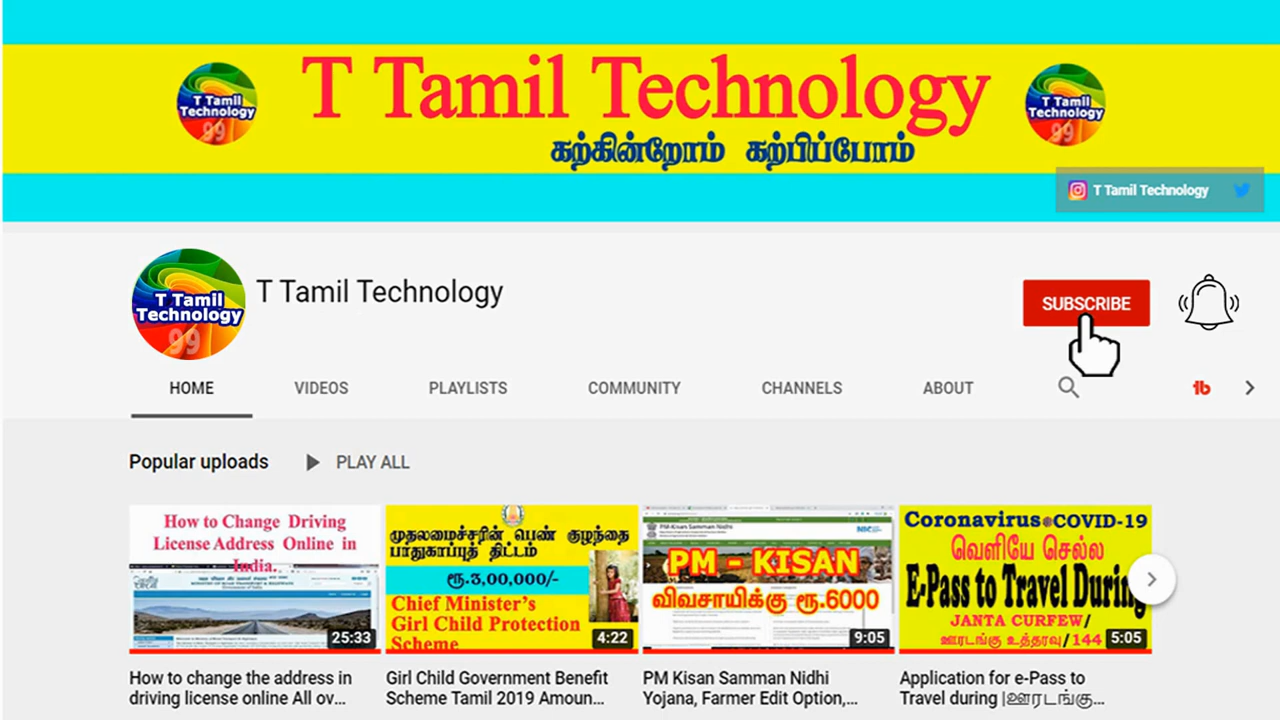 T Tamil Technology
கற்கின்றோம் கற்பிப்போம்
T Tamil
Technology
99
T Tamil
Technology
99
T Tamil Technology
T Tamil
Technology
99
T Tamil Technology
SUBSCRIBE
HOME VIDEOS PLAYLISTS COMMUNITY CHANNELS ABOUT
Popular uploads PLAY ALL
How to Change Driving
License Address Online in
India.
25:33
முதலமைச்சரின் பெண் குழந்தை
பாதுகாப்புத் திட்டம்
ரூ.3,00,000/-
Chief Minister's
Girl Child Protection
Scheme
4:22
PM-Kisan Samman Nidhi
NIC
PM - KISAN
விவசாயிக்கு ரூ.6000
9:05
Coronavirus COVID-19
வெளியே செல்ல
E-Pass to Travel During
JANTA CURFEW/
ஊரடங்கு உத்தரவு/144
5:05
How to change the address in
driving license online All ov...
Girl Child Government Benefit
Scheme Tamil 2019 Amoun...
PM Kisan Samman Nidhi
Yojana, Farmer Edit Option,...
Application for e-Pass to
Travel during |ஊரடங்கு...